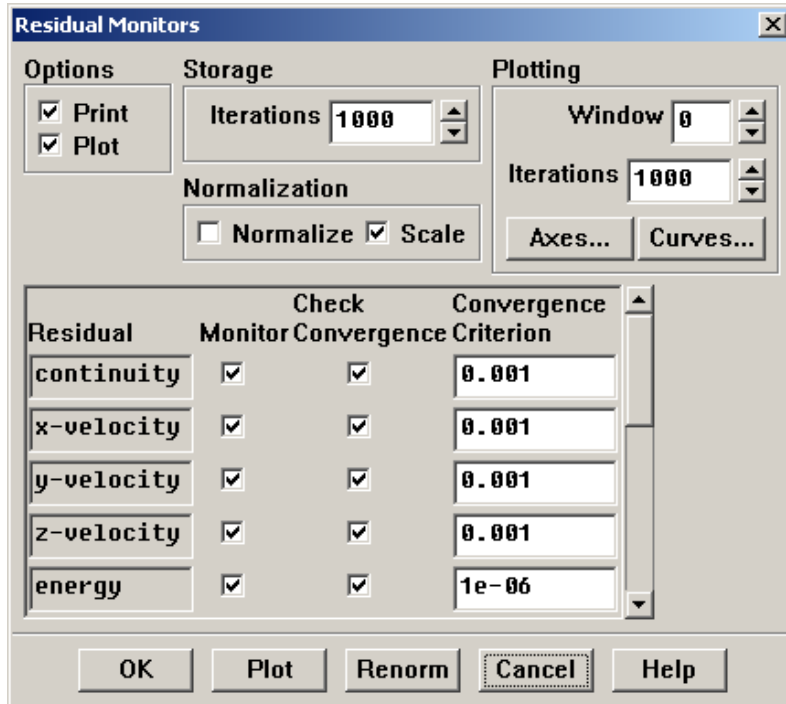 Residual Monitors
Options
Print
Plot
Storage
Iterations 1000
Normalization
Normalize Scale
Plotting
Window 0
Iterations 1000
Axes... Curves...
Check Convergence
Residual Monitor Convergence Criterion
continuity 0.001
x-velocity 0.001
y-velocity 0.001
z-velocity 0.001
energy 1e-06
OK Plot Renorm Cancel Help